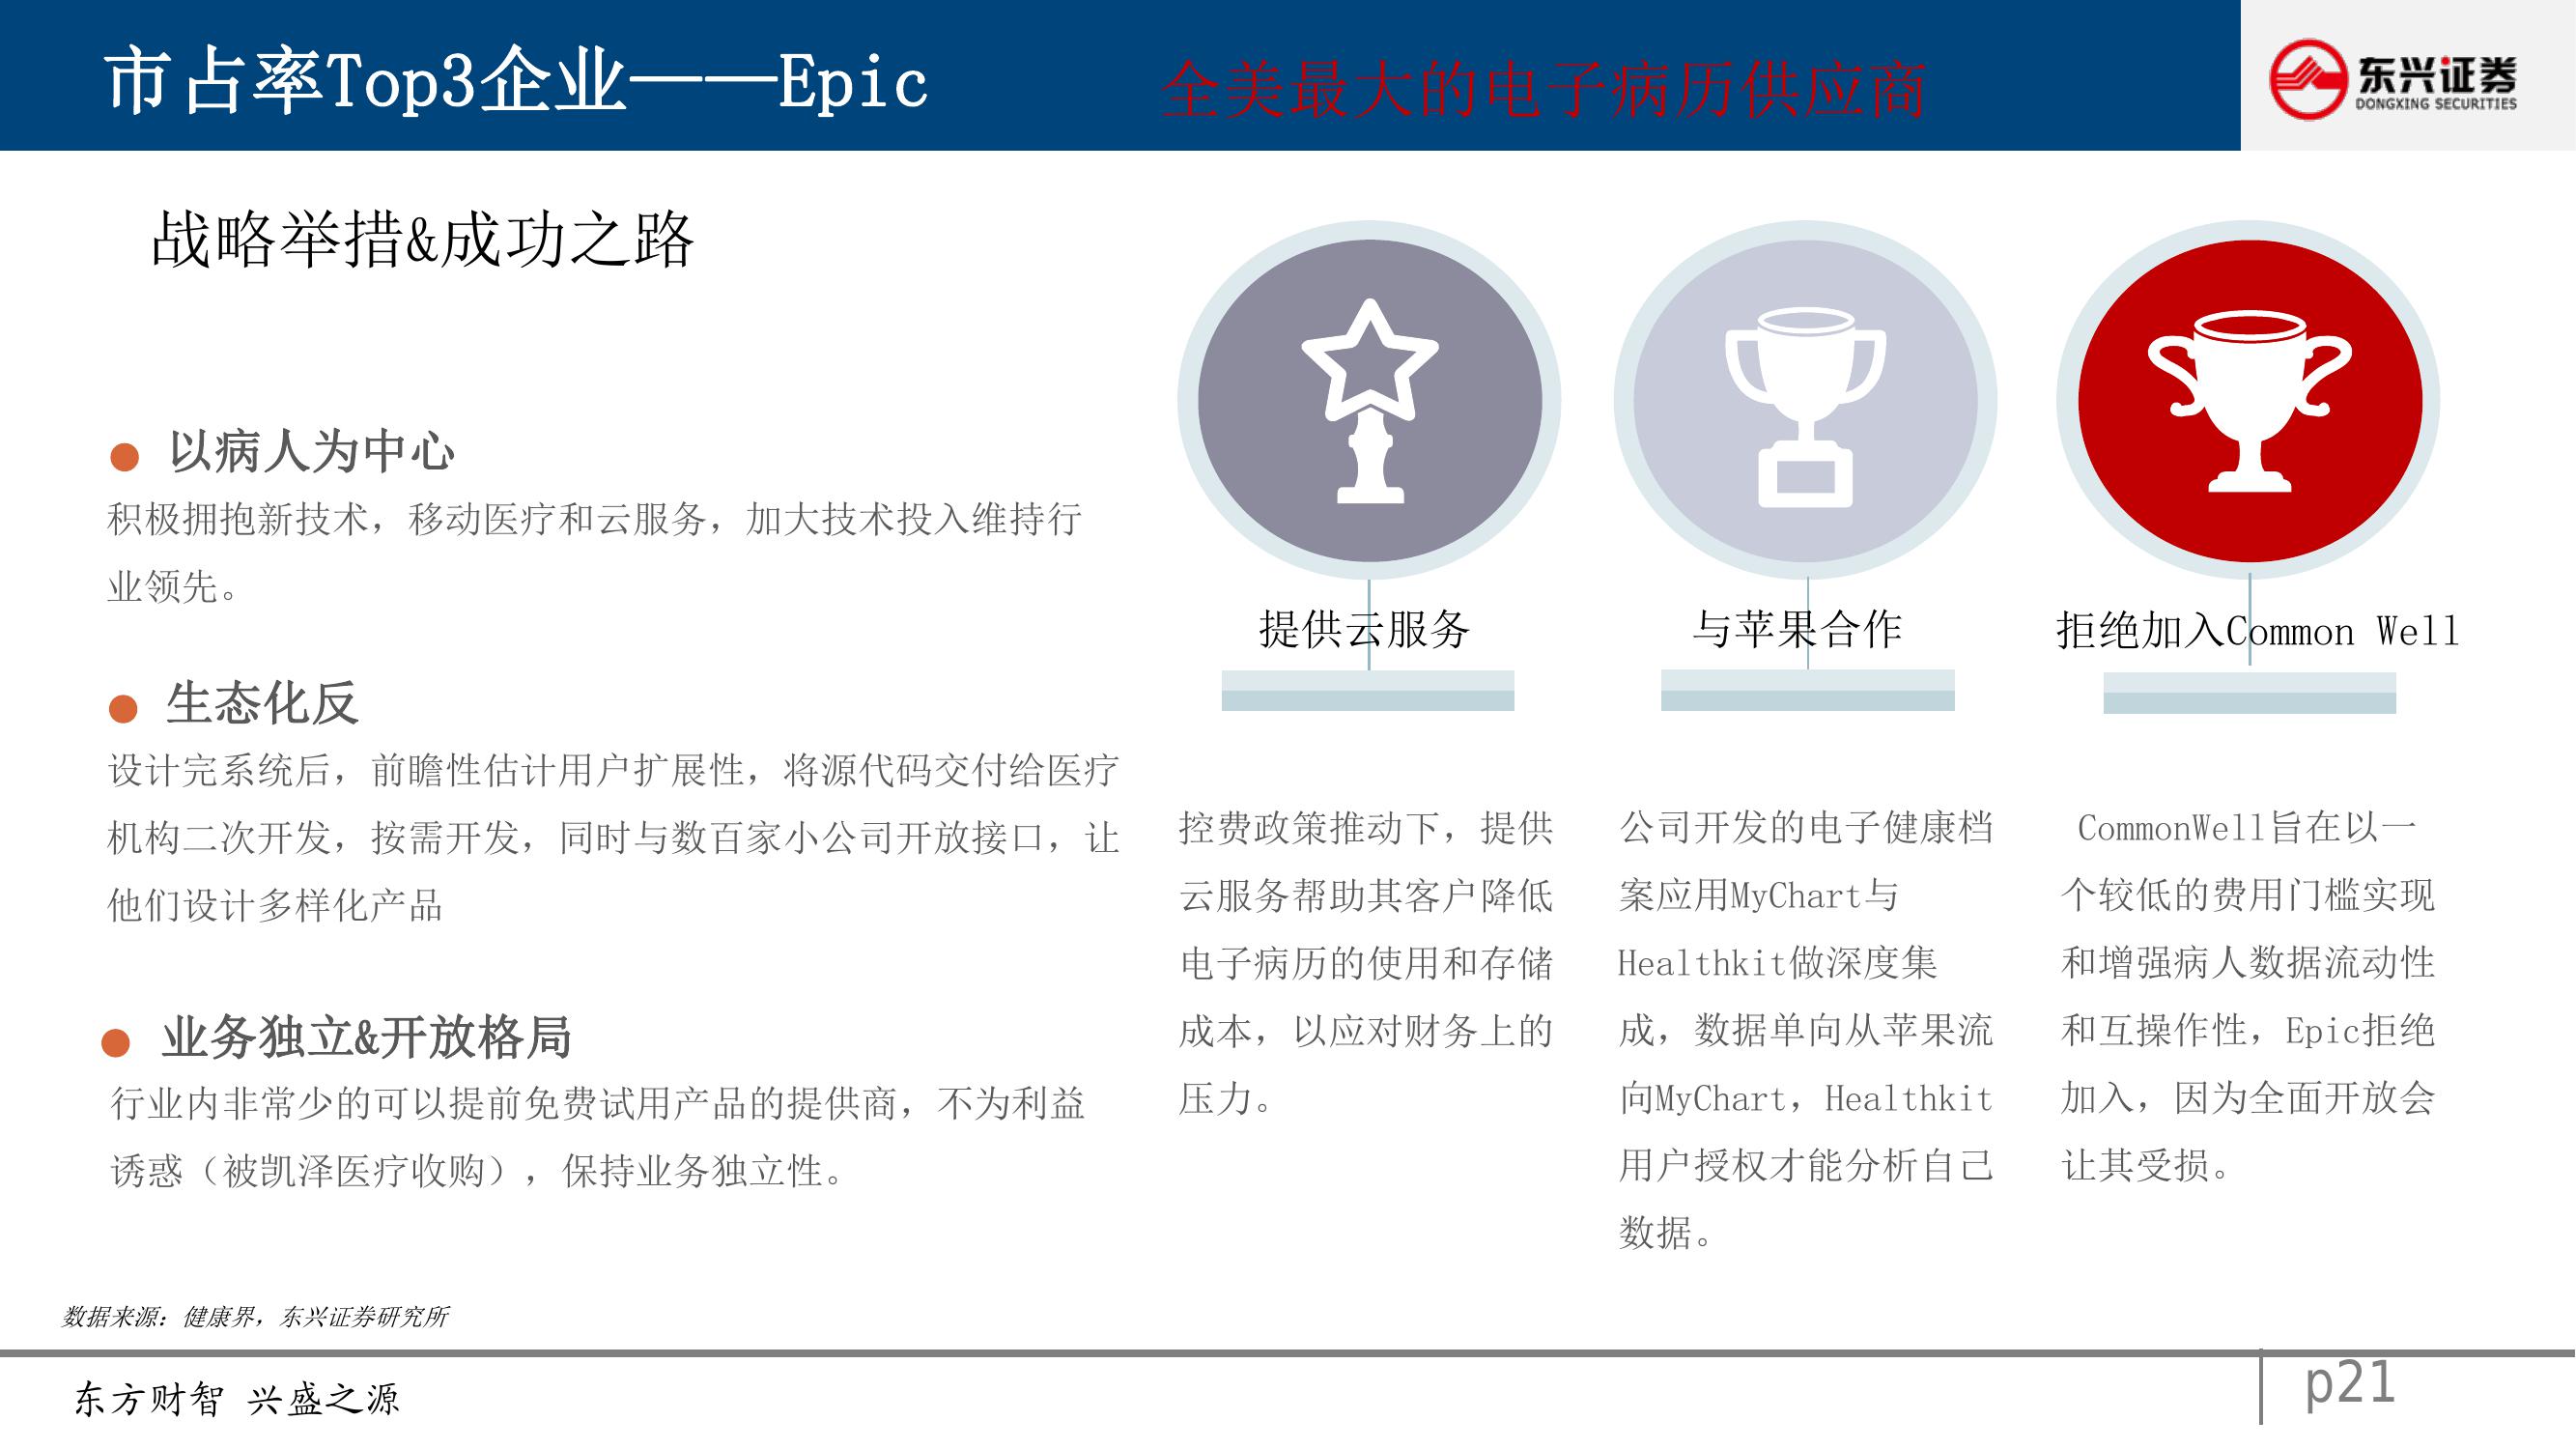 市占率Top3企业——Epic
全美最大的电子病历供应商
东兴证券
DONGXING SECURITIES
战略举措&成功之路
以病人为中心
积极拥抱新技术，移动医疗和云服务，加大技术投入维持行
业领先。
生态化反
设计完系统后，前瞻性估计用户扩展性，将源代码交付给医疗
机构二次开发，按需开发，同时与数百家小公司开放接口，让
他们设计多样化产品
业务独立&开放格局
行业内非常少的可以提前免费试用产品的提供商，不为利益
诱惑（被凯泽医疗收购），保持业务独立性。
提供云服务
控费政策推动下，提供
云服务帮助其客户降低
电子病历的使用和存储
成本，以应对财务上的
压力。
与苹果合作
公司开发的电子健康档
案应用MyChart与
Healthkit做深度集
成，数据单向从苹果流
向MyChart，Healthkit
用户授权才能分析自己
数据。
拒绝加入Common Well
CommonWell旨在以一
个较低的费用门槛实现
和增强病人数据流动性
和互操作性，Epic拒绝
加入，因为全面开放会
让其受损。
数据来源：健康界，东兴证券研究所
东方财智 兴盛之源
p21